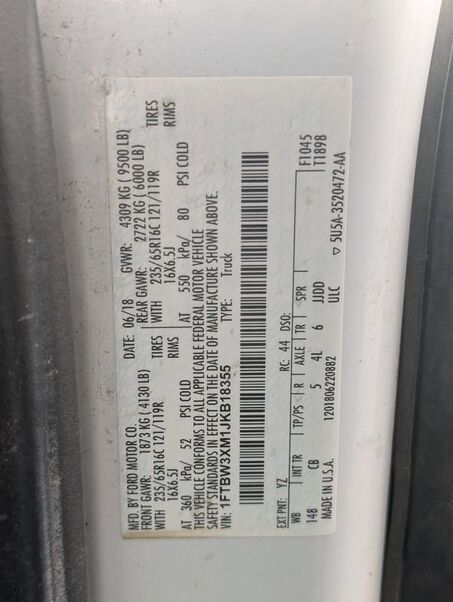 MFD. BY FORD MOTOR CO.
DATE: 06/18 GVWR: 4309 KG ( 9500 LB)
FRONT GAWR: 1873 KG ( 4130 LB)
REAR GAWR: 2722 KG ( 6000 LB)
WITH 235/65R16C 121/119R TIRES
WITH 235/65R16C 121/119R TIRES
16X6.5J RIMS
16X6.5J RIMS
AT 360 kPa/ 52 PSI COLD
AT 550 kPa/ 80 PSI COLD
THIS VEHICLE CONFORMS TO ALL APPLICABLE FEDERAL MOTOR VEHICLE
SAFETY STANDARDS IN EFFECT ON THE DATE OF MANUFACTURE SHOWN ABOVE.
VIN: 1FTBW3XM1JKB18355
TYPE: Truck
F1045
T1898
EXT PNT: YZ RC: 44 DSO:
WB INT TR TP/PS R AXLE TR SPR
148 CB 5 4L 6 JJDD
MADE IN U.S.A. 1201806220882 ULC
▽ 5U5A-3520472-AA